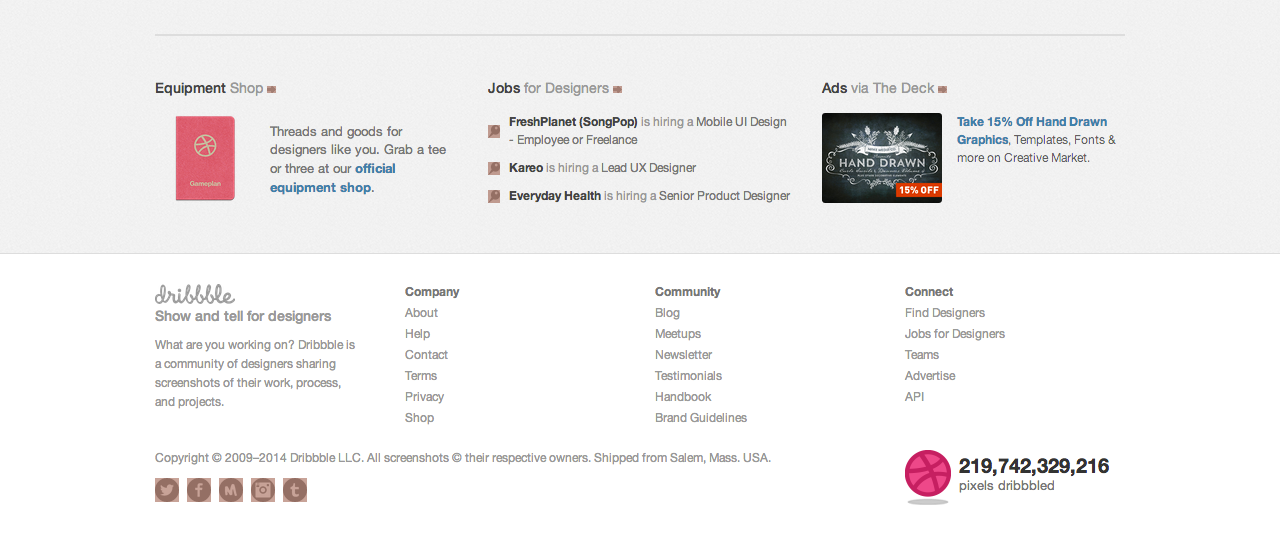 Equipment Shop
Gameplan
Threads and goods for
designers like you. Grab a tee
or three at our official
equipment shop.
Jobs for Designers
FreshPlanet (SongPop) is hiring a Mobile UI Design
- Employee or Freelance
Kareo is hiring a Lead UX Designer
Everyday Health is hiring a Senior Product Designer
Ads via The Deck
HAND DRAWN
15% OFF
Take 15% Off Hand Drawn
Graphics, Templates, Fonts &
more on Creative Market.
dribbble
Show and tell for designers
What are you working on? Dribbble is
a community of designers sharing
screenshots of their work, process,
and projects.
Company
About
Help
Contact
Terms
Privacy
Shop
Community
Blog
Meetups
Newsletter
Testimonials
Handbook
Brand Guidelines
Connect
Find Designers
Jobs for Designers
Teams
Advertise
API
Copyright © 2009–2014 Dribbble LLC. All screenshots © their respective owners. Shipped from Salem, Mass. USA.
219,742,329,216
pixels dribbbled